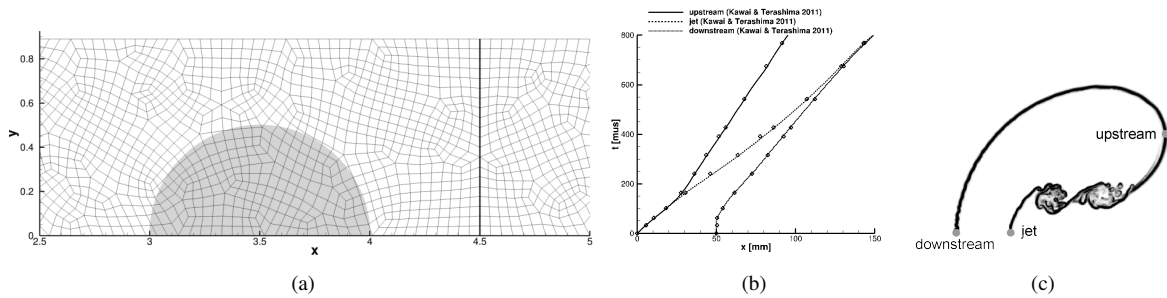 upstream (Kawai & Terashima 2011)
jet (Kawai & Terashima 2011)
downstream (Kawai & Terashima 2011)
y
0.8
0.6
0.4
0.2
0
2.5 3 3.5 4 4.5 5
x
t [mus]
800
600
400
200
0
0 50 100 150
x [mm]
upstream
downstream
jet
(a) (b) (c)